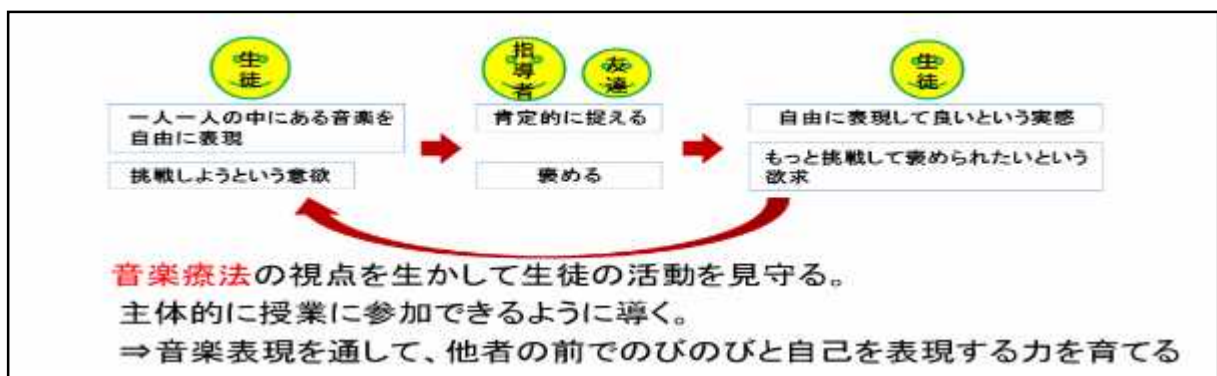 生徒
一人一人の中にある音楽を
自由に表現
挑戦しようという意欲
指導者
友達
肯定的に捉える
褒める
生徒
自由に表現して良いという実感
もっと挑戦して褒められたいという
欲求
音楽療法の視点を生かして生徒の活動を見守る。
主体的に授業に参加できるように導く。
⇒音楽表現を通して、他者の前でのびのびと自己を表現する力を育てる